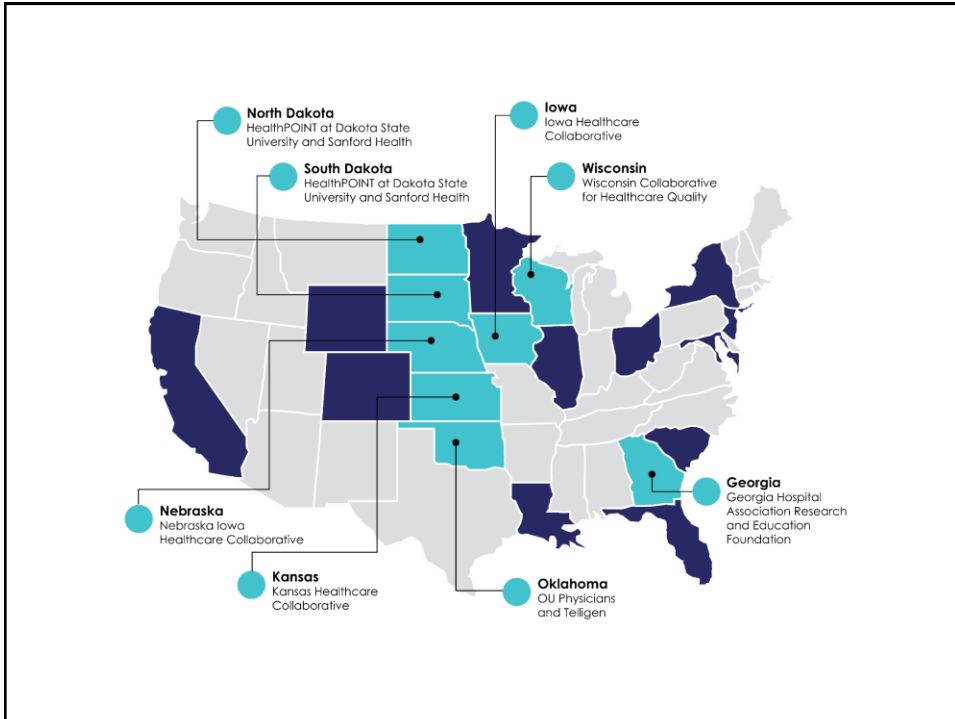 North Dakota
HealthPOINT at Dakota State
University and Sanford Health
South Dakota
HealthPOINT at Dakota State
University and Sanford Health
Iowa
Iowa Healthcare
Collaborative
Wisconsin
Wisconsin Collaborative
for Healthcare Quality
Nebraska
Nebraska Iowa
Healthcare Collaborative
Kansas
Kansas Healthcare
Collaborative
Oklahoma
OU Physicians
and Telligen
Georgia
Georgia Hospital
Association Research
and Education
Foundation